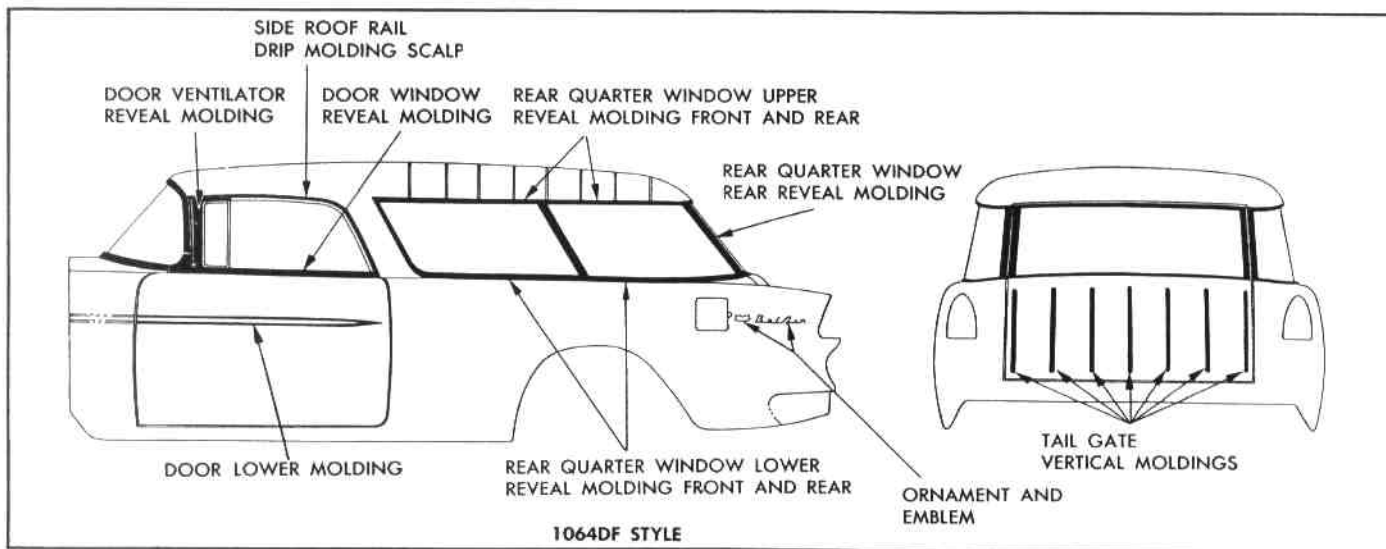 SIDE ROOF RAIL
DRIP MOLDING SCALP
DOOR VENTILATOR
REVEAL MOLDING
DOOR WINDOW
REVEAL MOLDING
REAR QUARTER WINDOW UPPER
REVEAL MOLDING FRONT AND REAR
REAR QUARTER WINDOW
REAR REVEAL MOLDING
Bel Air
DOOR LOWER MOLDING
REAR QUARTER WINDOW LOWER
REVEAL MOLDING FRONT AND REAR
ORNAMENT AND
EMBLEM
TAIL GATE
VERTICAL MOLDINGS
1064DF STYLE